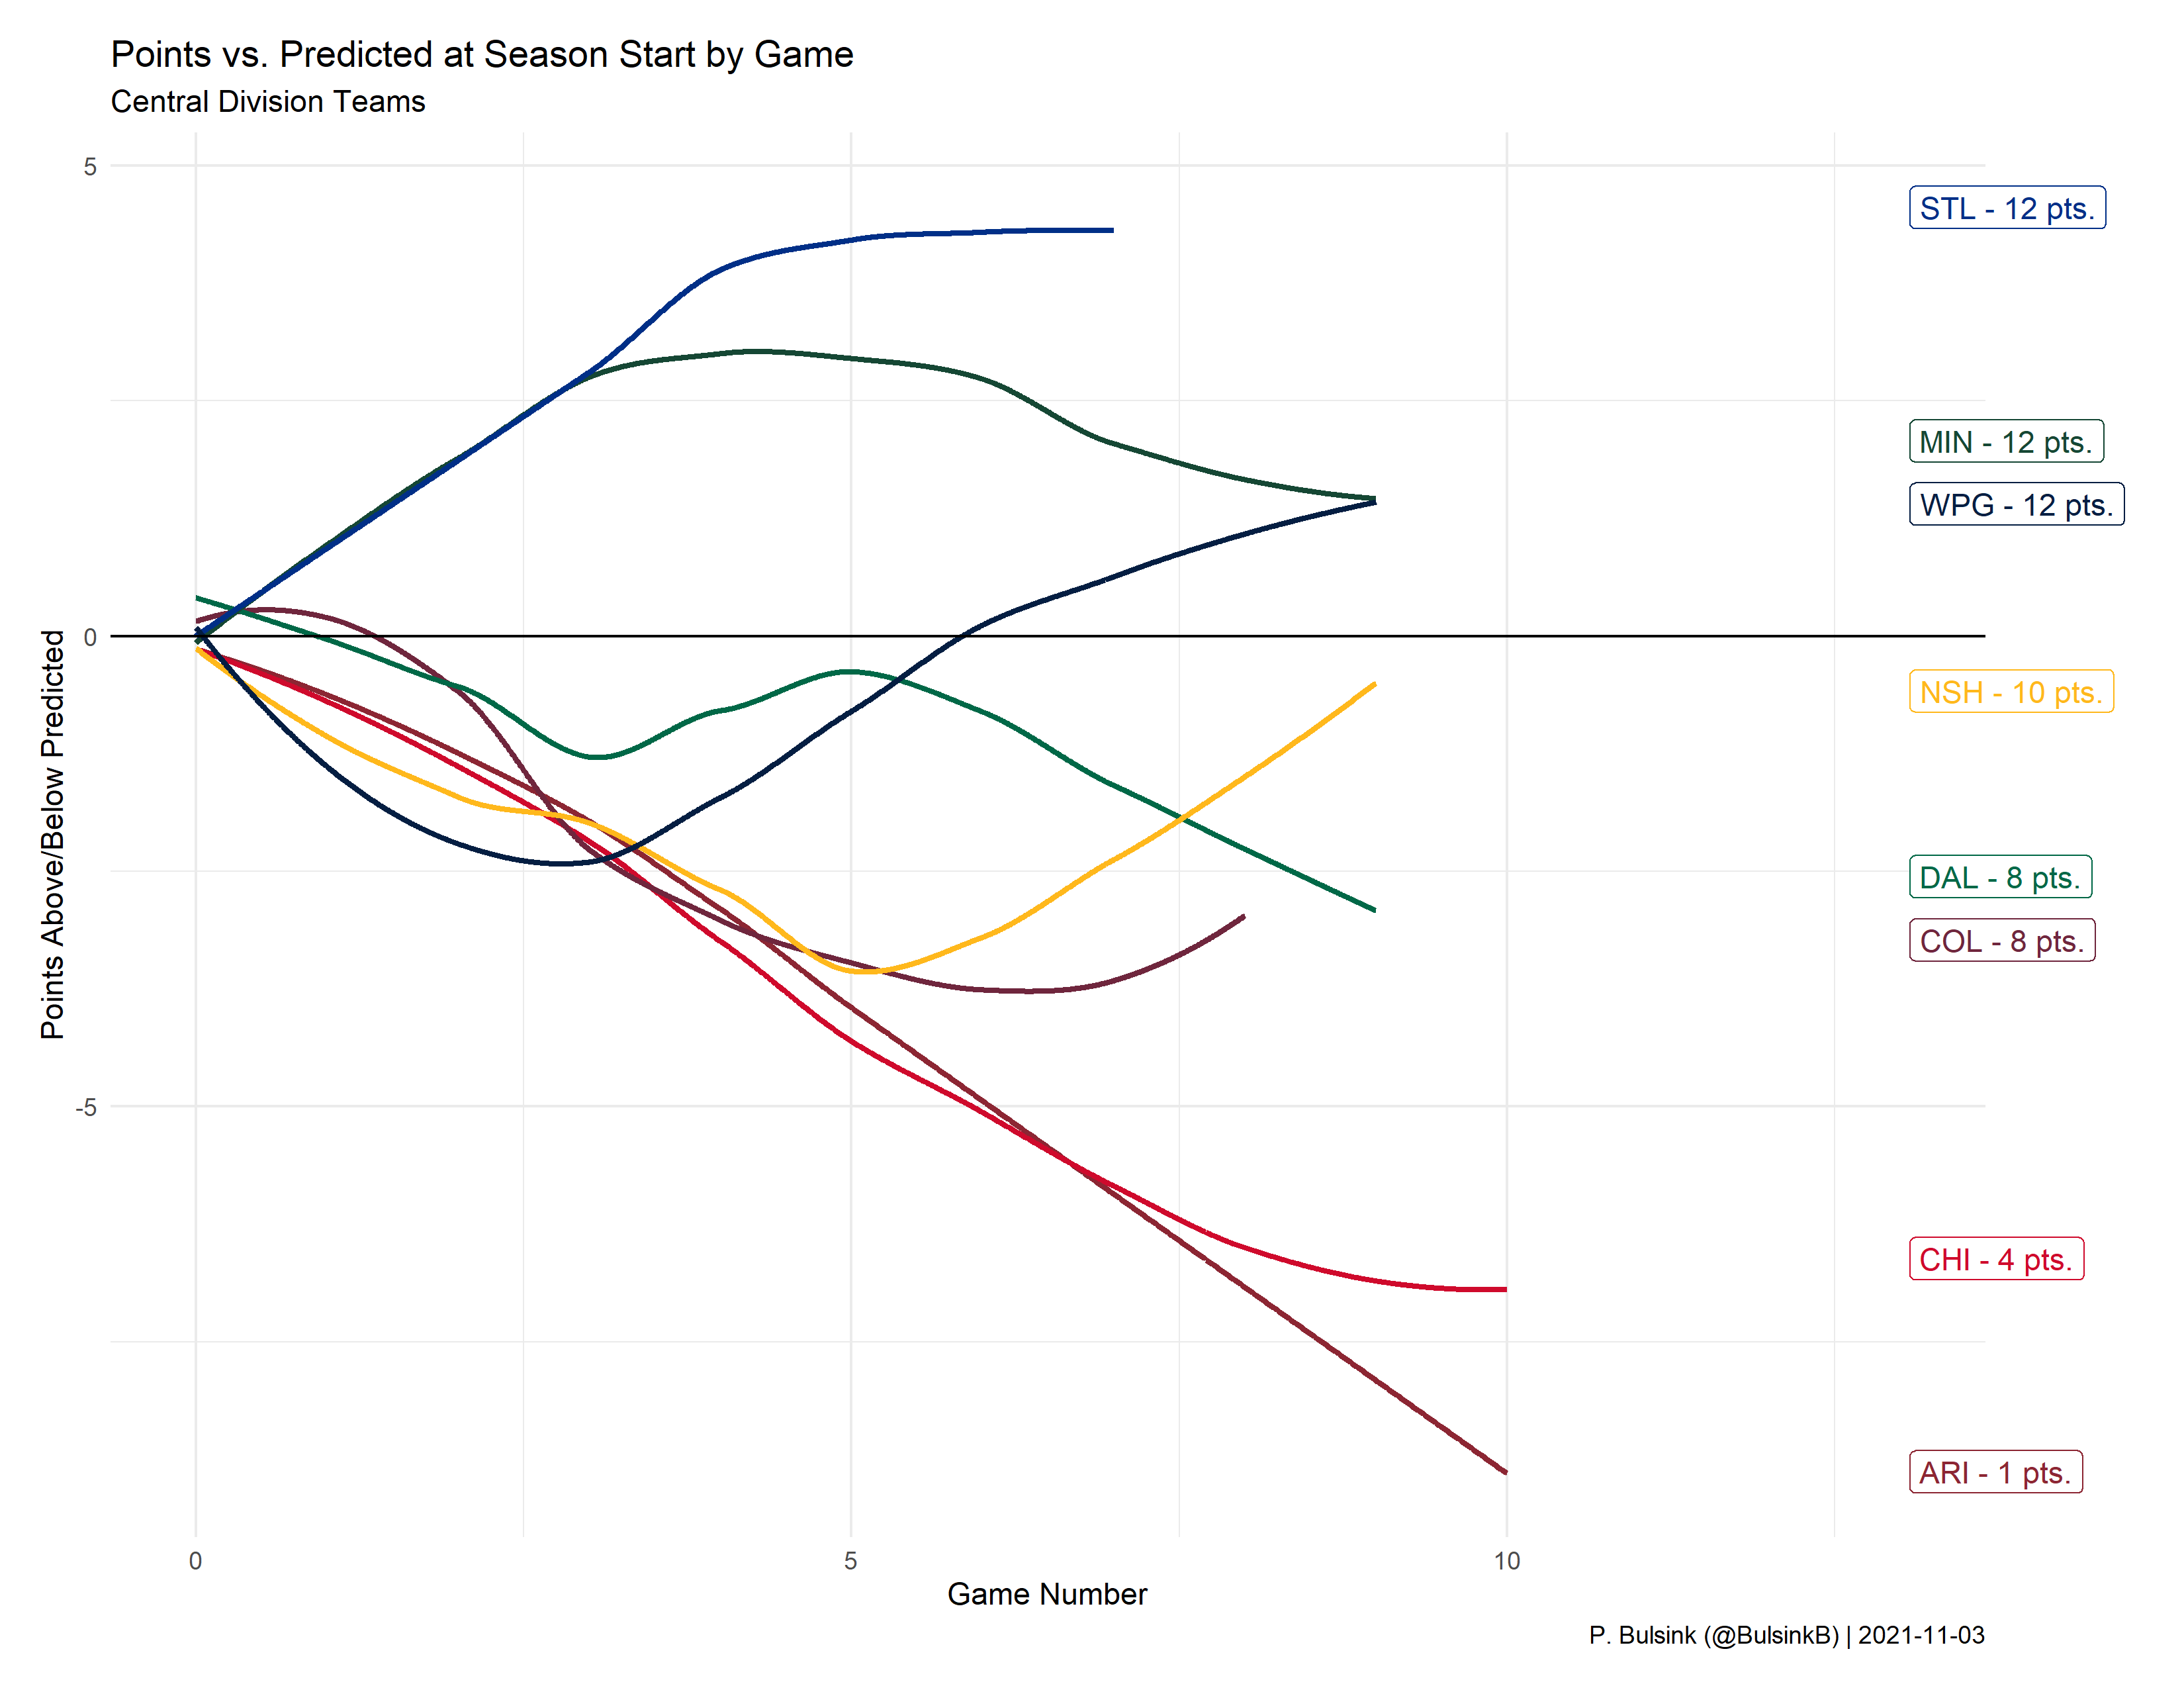 Points vs. Predicted at Season Start by Game
Central Division Teams
Points Above/Below Predicted
5
0
-5
STL - 12 pts.
MIN - 12 pts.
WPG - 12 pts.
NSH - 10 pts.
DAL - 8 pts.
COL - 8 pts.
CHI - 4 pts.
ARI - 1 pts.
0 5 10
Game Number
P. Bulsink (@BulsinkB) | 2021-11-03